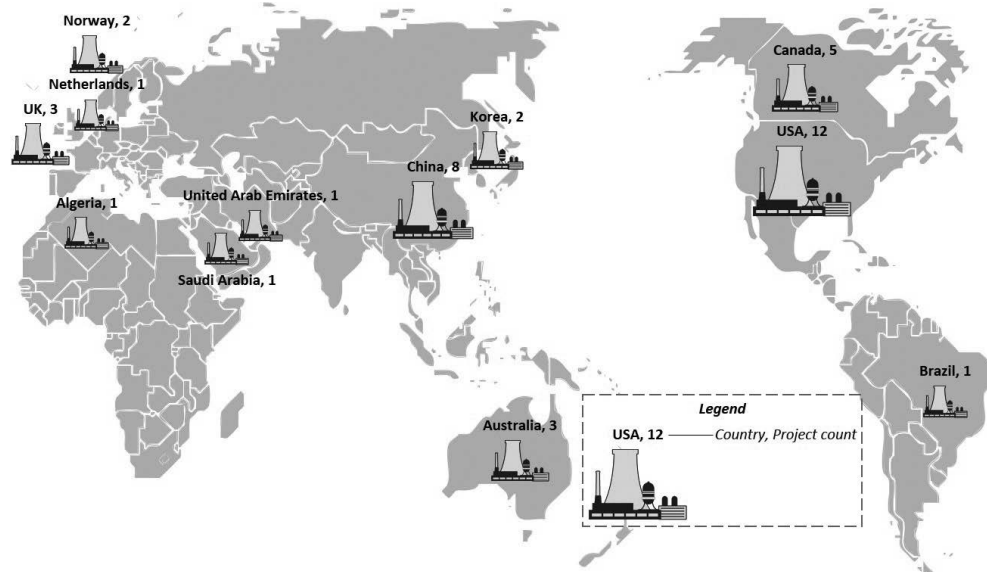 Norway, 2
Netherlands, 1
UK, 3
Algeria, 1
United Arab Emirates, 1
Saudi Arabia, 1
China, 8
Korea, 2
Canada, 5
USA, 12
Brazil, 1
Australia, 3
Legend
USA, 12 Country, Project count